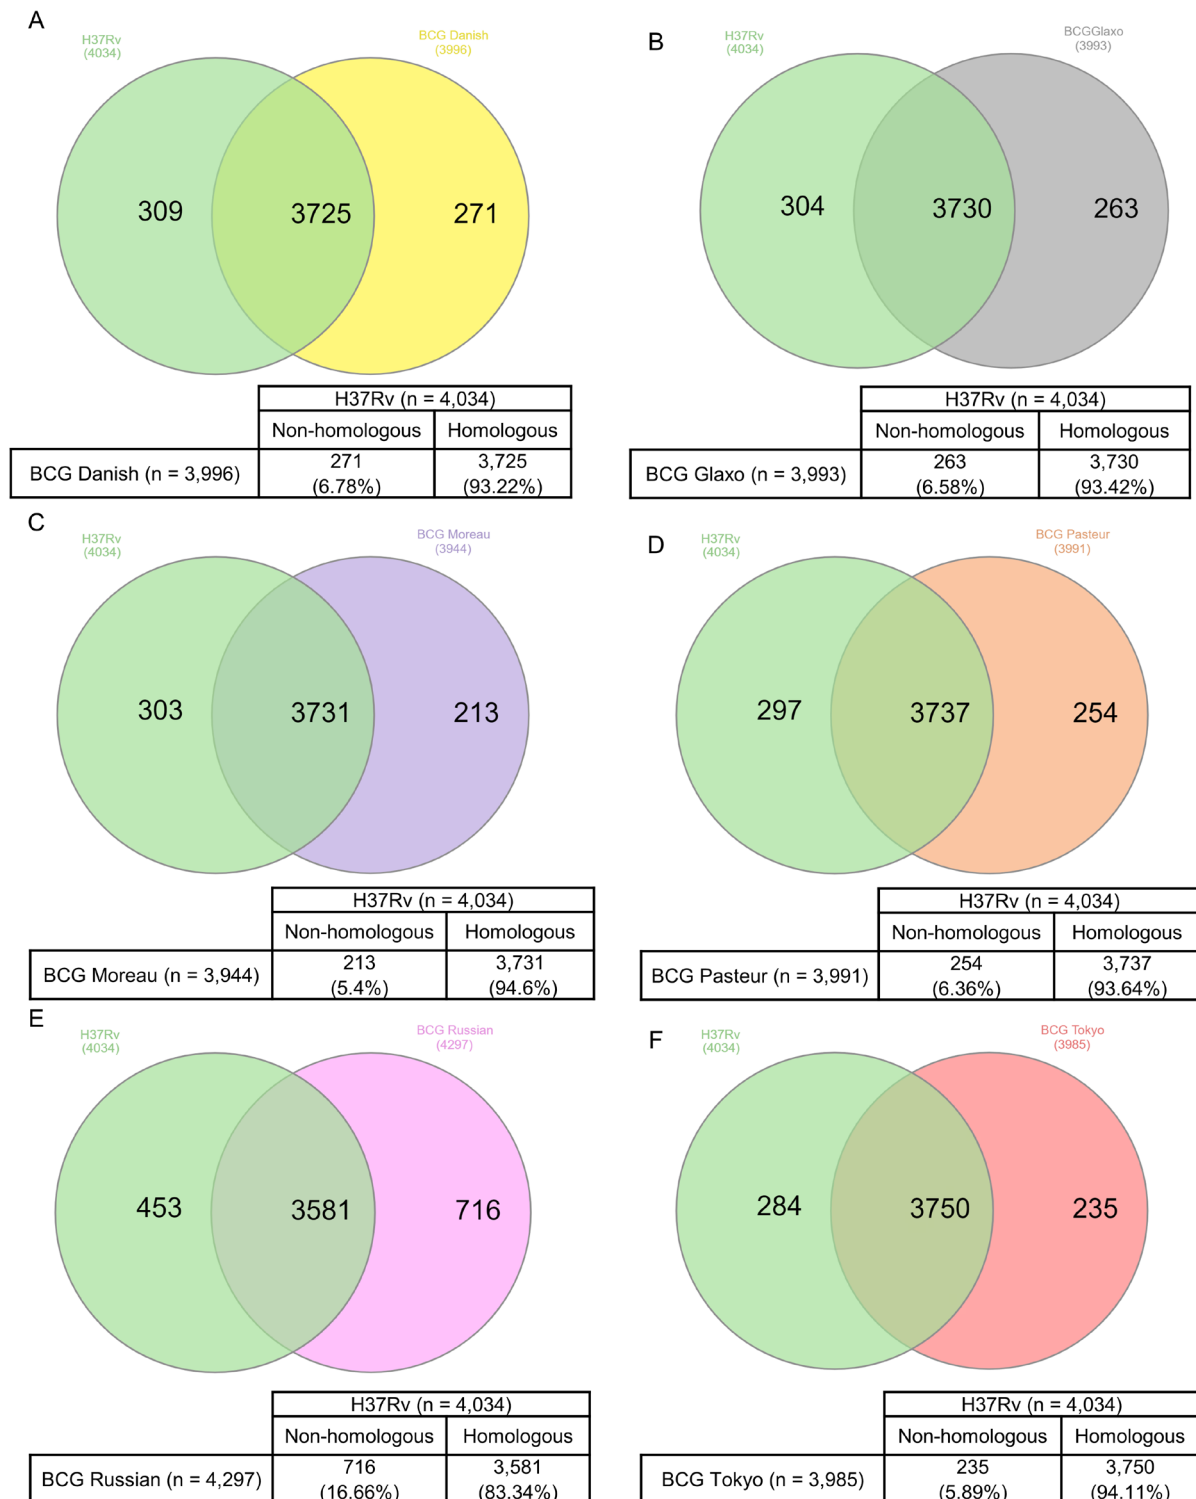 A
H37Rv
(4034)
BCG Danish
(3996)
309
3725
271
H37Rv (n = 4,034)
Non-homologous
Homologous
BCG Danish (n = 3,996)
271
(6.78%)
3,725
(93.22%)
B
H37Rv
(4034)
BCGGlaxo
(3993)
304
3730
263
H37Rv (n = 4,034)
Non-homologous
Homologous
BCG Glaxo (n = 3,993)
263
(6.58%)
3,730
(93.42%)
C
H37Rv
(4034)
BCG Moreau
(3944)
303
3731
213
H37Rv (n = 4,034)
Non-homologous
Homologous
BCG Moreau (n = 3,944)
213
(5.4%)
3,731
(94.6%)
D
H37Rv
(4034)
BCG Pasteur
(3991)
297
3737
254
H37Rv (n = 4,034)
Non-homologous
Homologous
BCG Pasteur (n = 3,991)
254
(6.36%)
3,737
(93.64%)
E
H37Rv
(4034)
BCG Russian
(4297)
453
3581
716
H37Rv (n = 4,034)
Non-homologous
Homologous
BCG Russian (n = 4,297)
716
(16.66%)
3,581
(83.34%)
F
H37Rv
(4034)
BCG Tokyo
(3985)
284
3750
235
H37Rv (n = 4,034)
Non-homologous
Homologous
BCG Tokyo (n = 3,985)
235
(5.89%)
3,750
(94.11%)